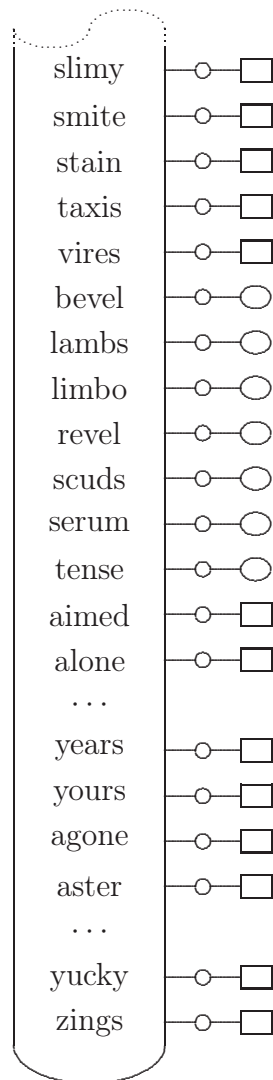 slimy
smite
stain
taxis
vires
bevel
lambs
limbo
revel
scuds
serum
tense
aimed
alone
...
years
yours
agone
aster
...
yucky
zings